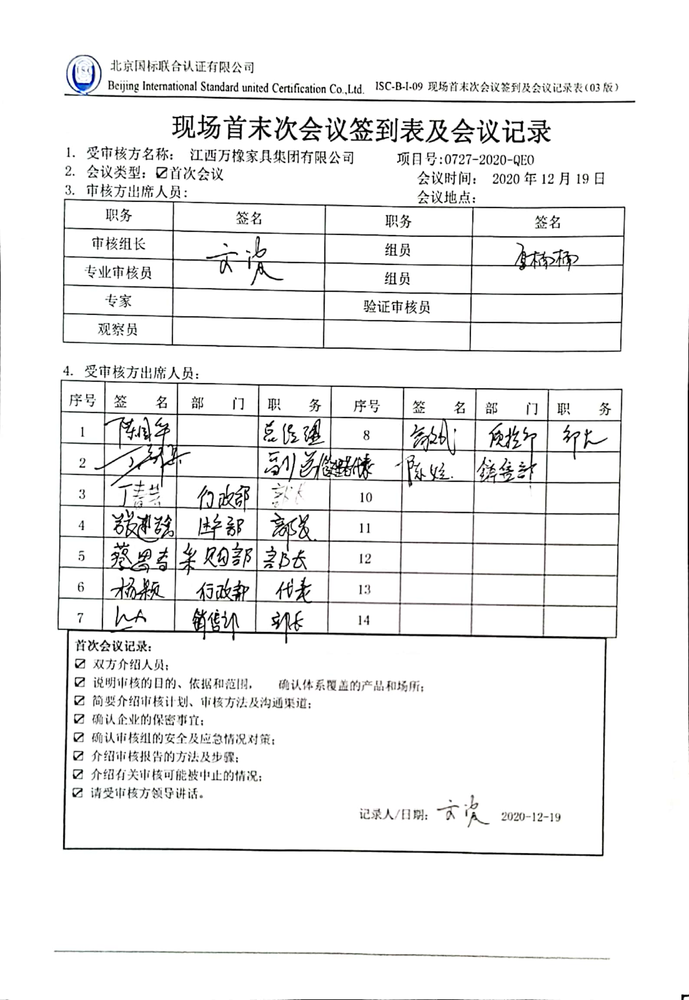 北京国标联合认证有限公司
Beijing International Standard united Certification Co.,Ltd. ISC-B-I-09 现场首末次会议签到及会议记录表(03版)
现场首末次会议签到表及会议记录
1. 受审核方名称: 江西万橡家具集团有限公司 项目号:0727-2020-QEO
2. 会议类型: ☑首次会议 会议时间: 2020年12月19日
3. 审核方出席人员: 会议地点:
职务 签名 职务 签名
审核组长 文波 组员 楠楠
专业审核员 组员
专家 验证审核员
观察员
4. 受审核方出席人员:
序号 签 名 部 门 职 务 序号 签 名 部 门 职 务
1 陈国华 总经理 8 质控部 部长
2 副总 陈 销售部
3 丁春 行政部 部长 10
4 部 部长 11
5 蔡 采购部 部长 12
6 杨颖 行政部 代表 13
7 销售部 部长 14
首次会议记录:
☑ 双方介绍人员;
☑ 说明审核的目的、依据和范围, 确认体系覆盖的产品和场所;
☑ 简要介绍审核计划、审核方法及沟通渠道;
☑ 确认企业的保密事宜;
☑ 确认审核组的安全及应急情况对策;
☑ 介绍审核报告的方法及步骤;
☑ 介绍有关审核可能被中止的情况;
☑ 请受审核方领导讲话。
记录人/日期: 文波 2020-12-19